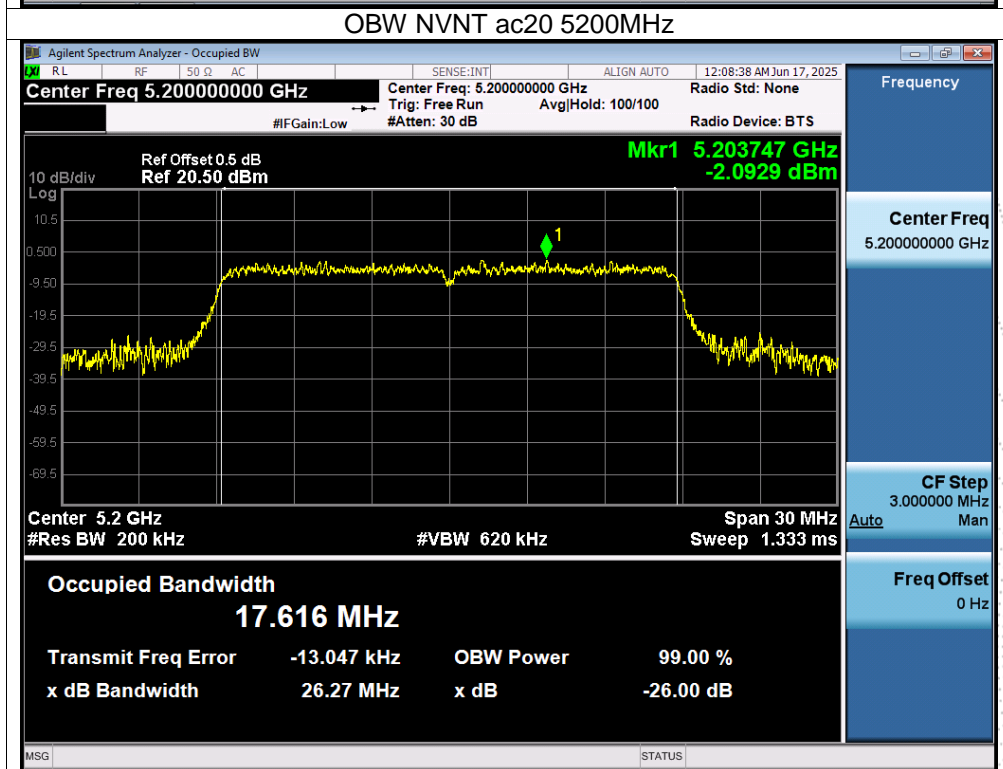 OBW NVNT ac20 5200MHz
Agilent Spectrum Analyzer - Occupied BW
LXI RL RF 50 Ω AC SENSE:INT ALIGN AUTO 12:08:38 AM Jun 17, 2025
Center Freq 5.200000000 GHz
Center Freq: 5.200000000 GHz Radio Std: None
Trig: Free Run Avg|Hold: 100/100
#IFGain:Low #Atten: 30 dB Radio Device: BTS
Mkr1 5.203747 GHz
-2.0929 dBm
Ref Offset 0.5 dB
10 dB/div Ref 20.50 dBm
Log
10.5
0.500
-9.50
-19.5
-29.5
-39.5
-49.5
-59.5
-69.5
1
Center 5.2 GHz Span 30 MHz
#Res BW 200 kHz #VBW 620 kHz Sweep 1.333 ms
Occupied Bandwidth
17.616 MHz
Transmit Freq Error -13.047 kHz OBW Power 99.00 %
x dB Bandwidth 26.27 MHz x dB -26.00 dB
MSG STATUS
Frequency
Center Freq
5.200000000 GHz
CF Step
3.000000 MHz
Auto Man
Freq Offset
0 Hz